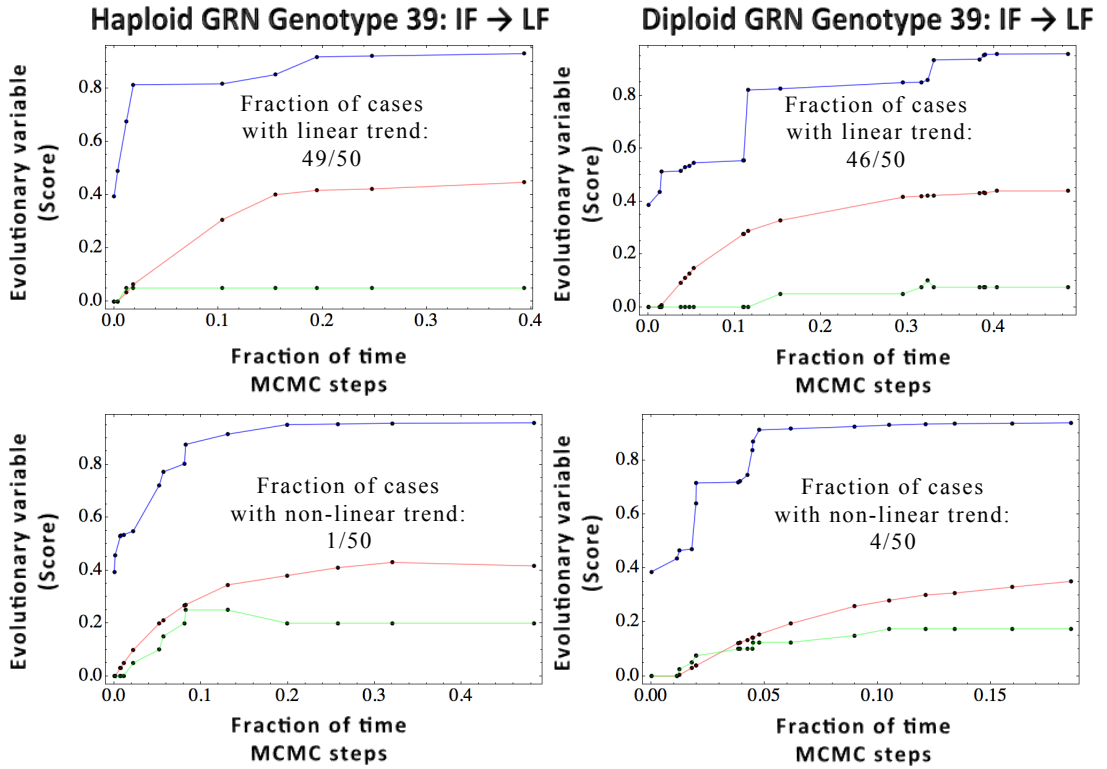 Haploid GRN Genotype 39: IF → LF
Evolutionary variable
(Score)
0.8
0.6
0.4
0.2
0.0
Fraction of cases
with linear trend:
49/50
0.0 0.1 0.2 0.3 0.4
Fraction of time
MCMC steps
Diploid GRN Genotype 39: IF → LF
Evolutionary variable
(Score)
0.8
0.6
0.4
0.2
0.0
Fraction of cases
with linear trend:
46/50
0.0 0.1 0.2 0.3 0.4
Fraction of time
MCMC steps
Evolutionary variable
(Score)
0.8
0.6
0.4
0.2
0.0
Fraction of cases
with non-linear trend:
1/50
0.0 0.1 0.2 0.3 0.4
Fraction of time
MCMC steps
Evolutionary variable
(Score)
0.8
0.6
0.4
0.2
0.0
Fraction of cases
with non-linear trend:
4/50
0.00 0.05 0.10 0.15
Fraction of time
MCMC steps